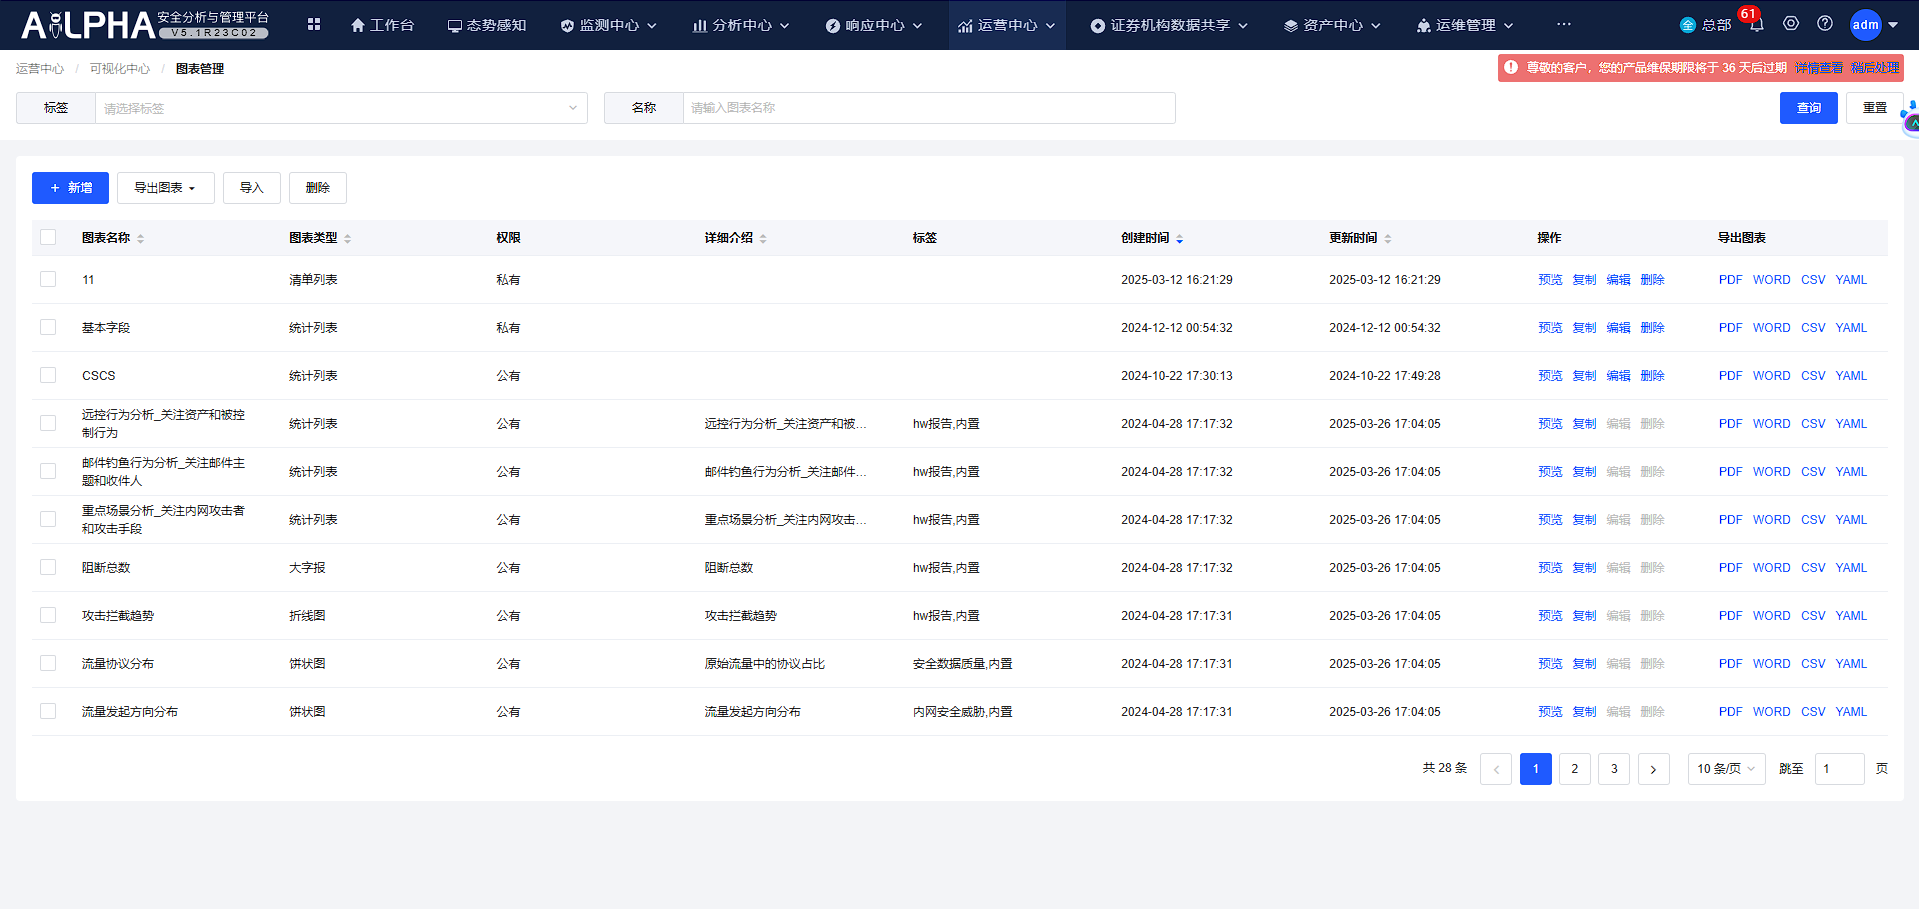 AiLPHA 安全分析与管理平台 V5.1R23C02 工作台 态势感知 监测中心 分析中心 响应中心 运营中心 证券机构数据共享 资产中心 运维管理 ··· 全 总部 61 adm
运营中心 / 可视化中心 / 图表管理
尊敬的客户，您的产品维保期限将于 36 天后过期 详情查看 稍后处理
标签 请选择标签 名称 请输入图表名称 查询 重置
+ 新增 导出图表 导入 删除
图表名称 图表类型 权限 详细介绍 标签 创建时间 更新时间 操作 导出图表
11 清单列表 私有 2025-03-12 16:21:29 2025-03-12 16:21:29 预览 复制 编辑 删除 PDF WORD CSV YAML
基本字段 统计列表 私有 2024-12-12 00:54:32 2024-12-12 00:54:32 预览 复制 编辑 删除 PDF WORD CSV YAML
CSCS 统计列表 公有 2024-10-22 17:30:13 2024-10-22 17:49:28 预览 复制 编辑 删除 PDF WORD CSV YAML
远控行为分析_关注资产和被控
制行为 统计列表 公有 远控行为分析_关注资产和被... hw报告,内置 2024-04-28 17:17:32 2025-03-26 17:04:05 预览 复制 编辑 删除 PDF WORD CSV YAML
邮件钓鱼行为分析_关注邮件主
题和收件人 统计列表 公有 邮件钓鱼行为分析_关注邮件... hw报告,内置 2024-04-28 17:17:32 2025-03-26 17:04:05 预览 复制 编辑 删除 PDF WORD CSV YAML
重点场景分析_关注内网攻击者
和攻击手段 统计列表 公有 重点场景分析_关注内网攻击... hw报告,内置 2024-04-28 17:17:32 2025-03-26 17:04:05 预览 复制 编辑 删除 PDF WORD CSV YAML
阻断总数 大字报 公有 阻断总数 hw报告,内置 2024-04-28 17:17:32 2025-03-26 17:04:05 预览 复制 编辑 删除 PDF WORD CSV YAML
攻击拦截趋势 折线图 公有 攻击拦截趋势 hw报告,内置 2024-04-28 17:17:31 2025-03-26 17:04:05 预览 复制 编辑 删除 PDF WORD CSV YAML
流量协议分布 饼状图 公有 原始流量中的协议占比 安全数据质量,内置 2024-04-28 17:17:31 2025-03-26 17:04:05 预览 复制 编辑 删除 PDF WORD CSV YAML
流量发起方向分布 饼状图 公有 流量发起方向分布 内网安全威胁,内置 2024-04-28 17:17:31 2025-03-26 17:04:05 预览 复制 编辑 删除 PDF WORD CSV YAML
共 28 条 < 1 2 3 > 10 条/页 跳至 1 页